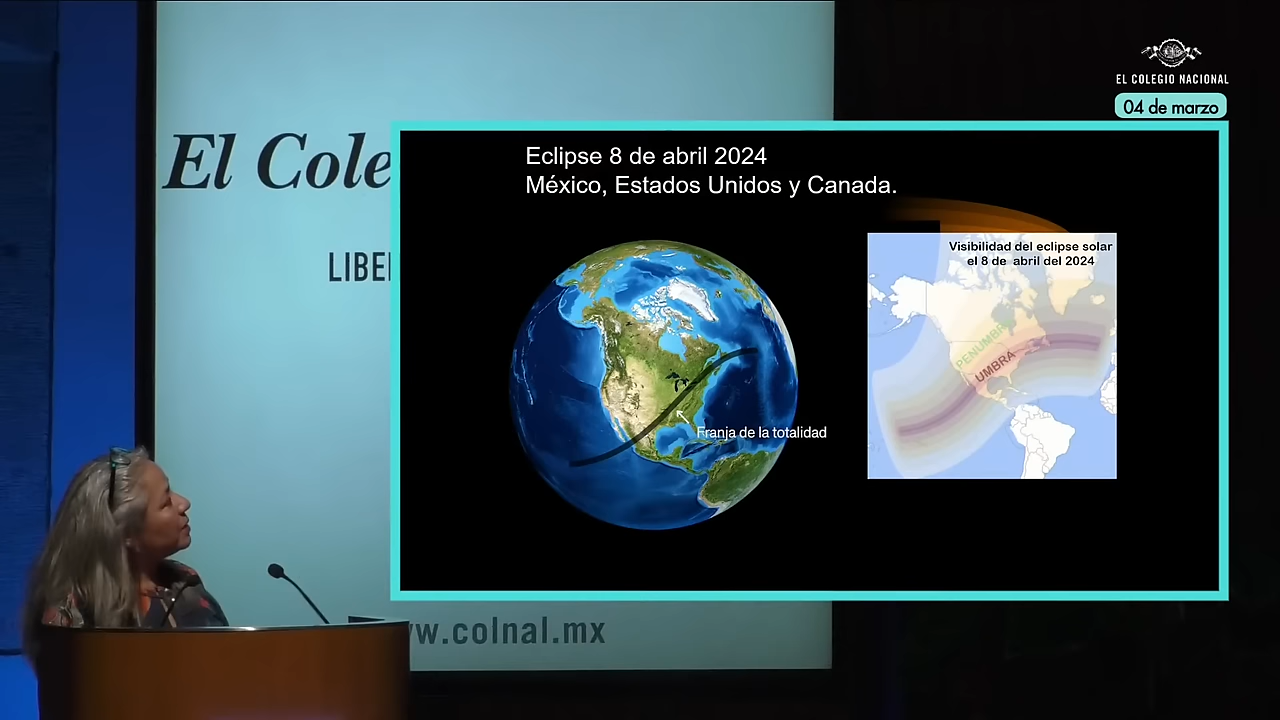 EL COLEGIO NACIONAL
04 de marzo
El Cole
LIBE
Eclipse 8 de abril 2024
México, Estados Unidos y Canada.
Visibilidad del eclipse solar
el 8 de abril del 2024
PENUMBRA
UMBRA
Franja de la totalidad
ww.colnal.mx